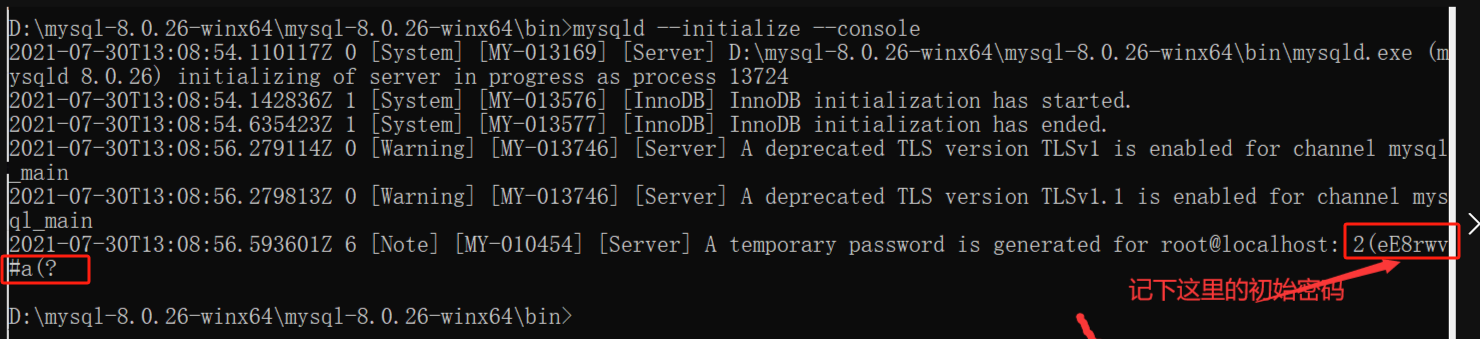 D:\mysql-8.0.26-winx64\mysql-8.0.26-winx64\bin>mysqld --initialize --console
2021-07-30T13:08:54.110117Z 0 [System] [MY-013169] [Server] D:\mysql-8.0.26-winx64\mysql-8.0.26-winx64\bin\mysqld.exe (m
ysqld 8.0.26) initializing of server in progress as process 13724
2021-07-30T13:08:54.142836Z 1 [System] [MY-013576] [InnoDB] InnoDB initialization has started.
2021-07-30T13:08:54.635423Z 1 [System] [MY-013577] [InnoDB] InnoDB initialization has ended.
2021-07-30T13:08:56.279114Z 0 [Warning] [MY-013746] [Server] A deprecated TLS version TLSv1 is enabled for channel mysql
_main
2021-07-30T13:08:56.279813Z 0 [Warning] [MY-013746] [Server] A deprecated TLS version TLSv1.1 is enabled for channel mys
ql_main
2021-07-30T13:08:56.593601Z 6 [Note] [MY-010454] [Server] A temporary password is generated for root@localhost: 2(eE8rwv
#a(?
记下这里的初始密码
D:\mysql-8.0.26-winx64\mysql-8.0.26-winx64\bin>